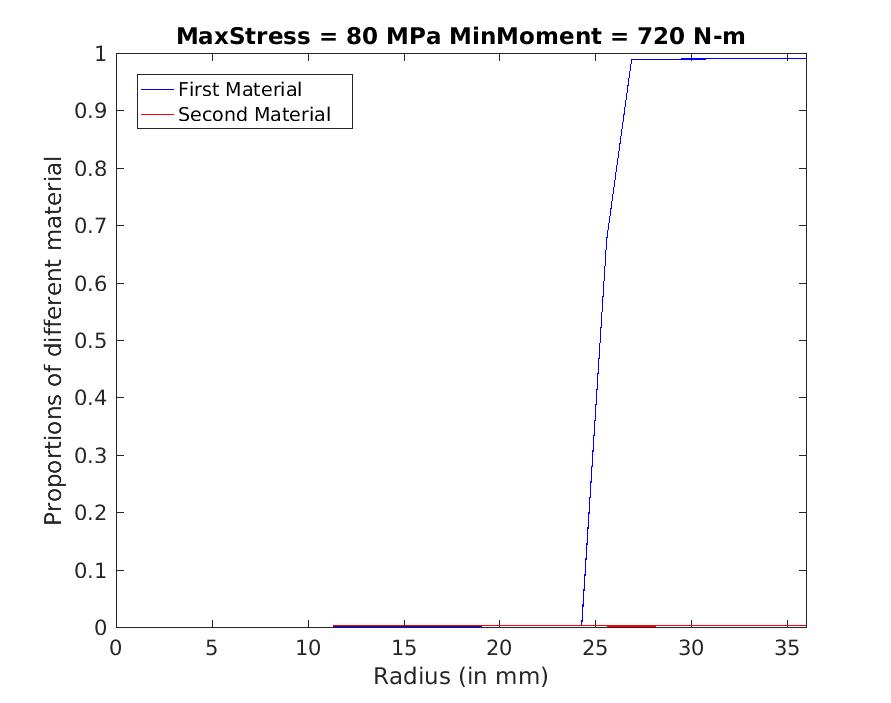 MaxStress = 80 MPa MinMoment = 720 N-m
First Material
Second Material
Proportions of different material
1
0.9
0.8
0.7
0.6
0.5
0.4
0.3
0.2
0.1
0
0 5 10 15 20 25 30 35
Radius (in mm)